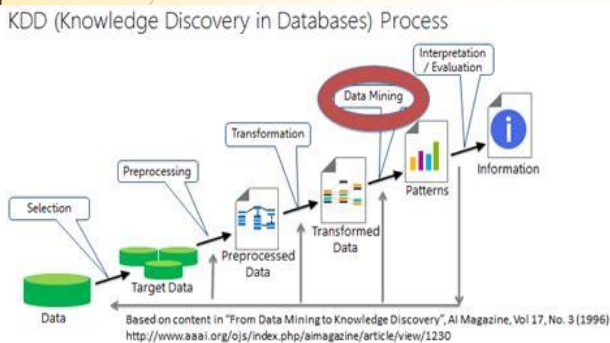 KDD (Knowledge Discovery in Databases) Process
Interpretation
/ Evaluation
Data Mining
Transformation
Information
Preprocessing
Patterns
Transformed
Data
Selection
Preprocessed
Data
Target Data
Data
Based on content in "From Data Mining to Knowledge Discovery", AI Magazine, Vol 17, No. 3 (1996)
http://www.aaai.org/ojs/index.php/aimagazine/article/view/1230